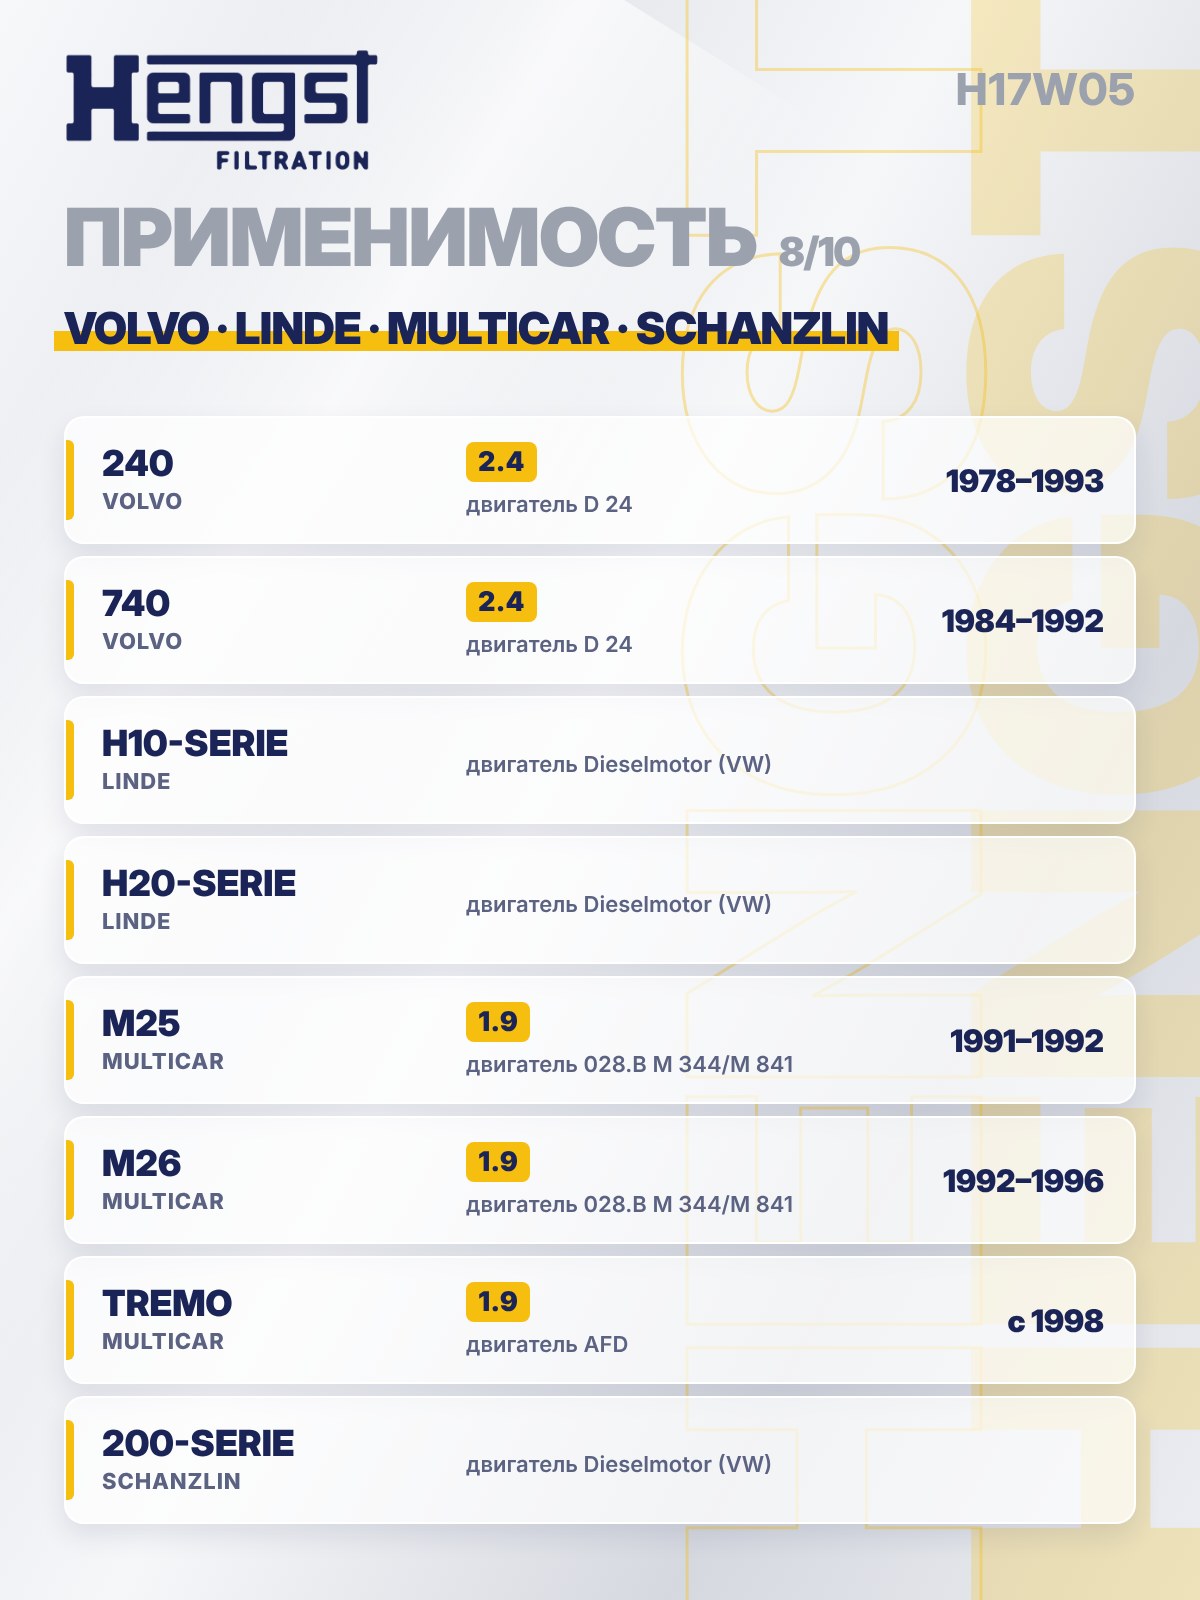 Hengst
FILTRATION
H17W05
ПРИМЕНИМОСТЬ 8/10
VOLVO · LINDE · MULTICAR · SCHANZLIN
240
VOLVO
2.4
двигатель D 24
1978–1993
740
VOLVO
2.4
двигатель D 24
1984–1992
H10-SERIE
LINDE
двигатель Dieselmotor (VW)
H20-SERIE
LINDE
двигатель Dieselmotor (VW)
M25
MULTICAR
1.9
двигатель 028.B M 344/M 841
1991–1992
M26
MULTICAR
1.9
двигатель 028.B M 344/M 841
1992–1996
TREMO
MULTICAR
1.9
двигатель AFD
с 1998
200-SERIE
SCHANZLIN
двигатель Dieselmotor (VW)
HENGST
HENGST